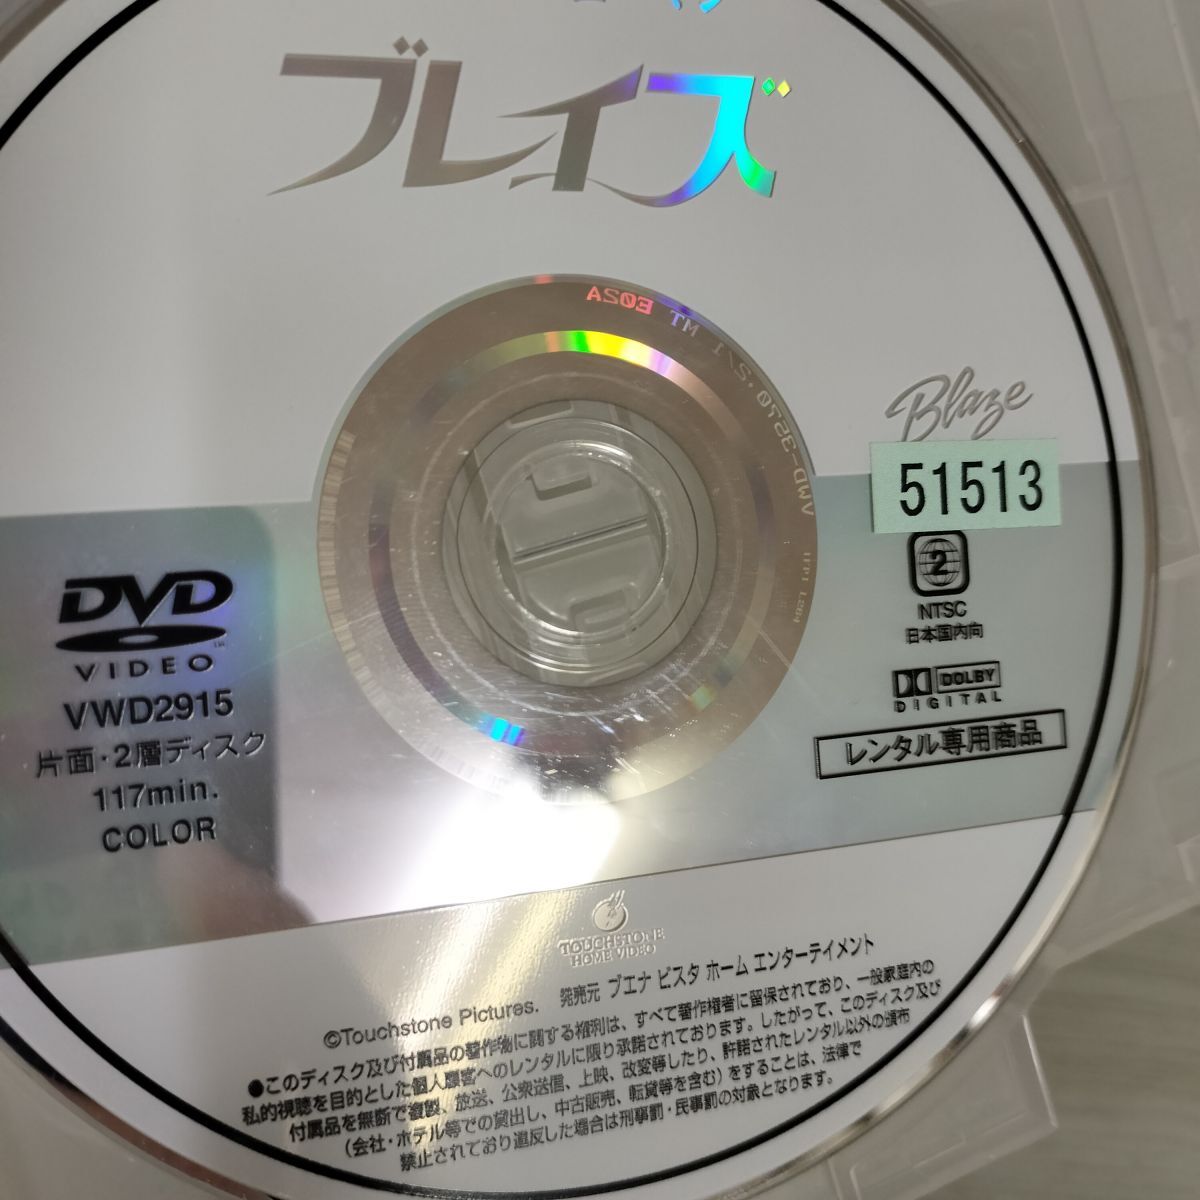 ブレイズ
Blaze
51513
2
NTSC
日本国内向
DOLBY
DIGITAL
レンタル専用商品
DVD
VIDEO
VWD2915
片面・2層ディスク
117min.
COLOR
TOUCHSTONE
HOME VIDEO
発売元 ブエナ ビスタ ホーム エンターテイメント
©Touchstone Pictures.
●このディスク及び付属品の著作物に関する権利は、すべて著作権者に留保されており、一般家庭内の
私的視聴を目的とした個人顧客へのレンタルに限り承諾されております。したがって、このディスク及び
付属品を無断で複製、放送、公衆送信、上映、改変等したり、許諾されたレンタル以外の頒布
(会社・ホテル等での貸出し、中古販売、転貸等を含む)をすることは、法律で
禁止されており違反した場合は刑事罰・民事罰の対象となります。